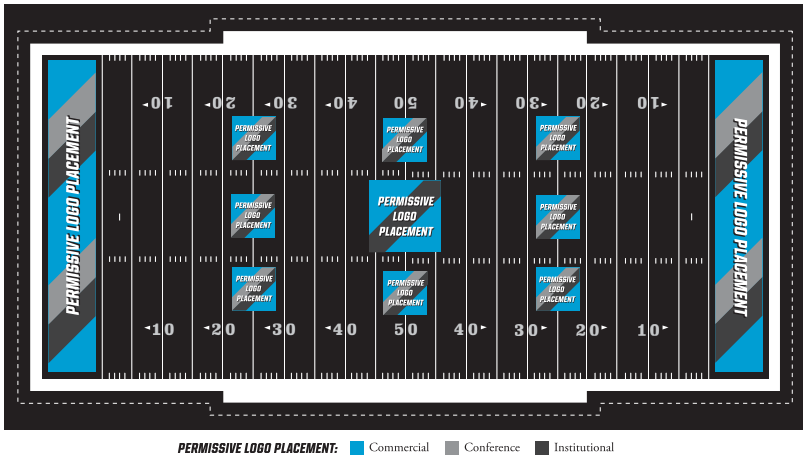 PERMISSIVE LOGO PLACEMENT
◄10 ◄20 ◄30 ◄40 50 40► 30► 20► 10►
PERMISSIVE
LOGO
PLACEMENT
PERMISSIVE
LOGO
PLACEMENT
PERMISSIVE
LOGO
PLACEMENT
PERMISSIVE
LOGO
PLACEMENT
PERMISSIVE
LOGO
PLACEMENT
PERMISSIVE
LOGO
PLACEMENT
PERMISSIVE
LOGO
PLACEMENT
PERMISSIVE
LOGO
PLACEMENT
PERMISSIVE
LOGO
PLACEMENT
◄10 ◄20 ◄30 ◄40 50 40► 30► 20► 10►
PERMISSIVE LOGO PLACEMENT
PERMISSIVE LOGO PLACEMENT: Commercial Conference Institutional